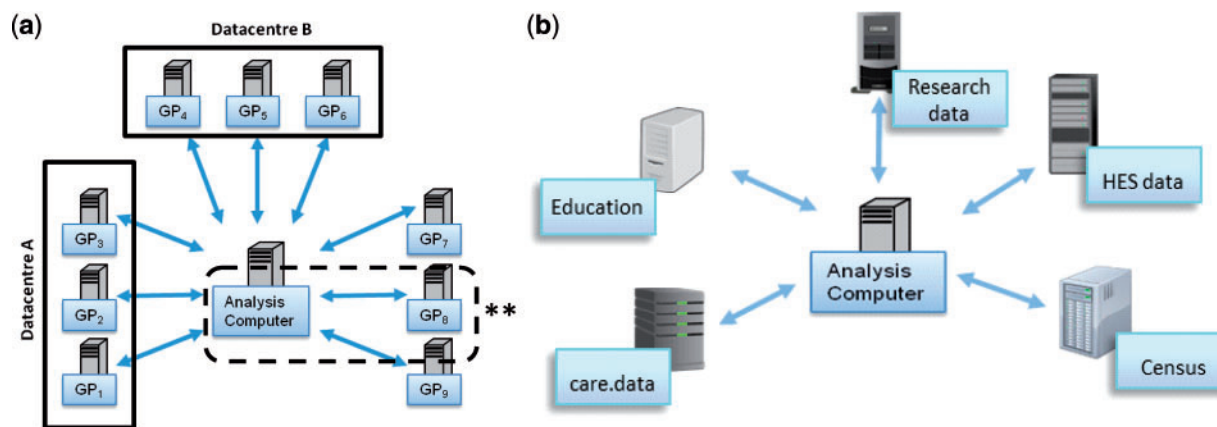 (a)
Datacentre B
GP4
GP5
GP6
Datacentre A
GP3
GP2
GP1
Analysis
Computer
GP7
GP8
GP9
**
(b)
Research
data
Education
HES data
Analysis
Computer
care.data
Census